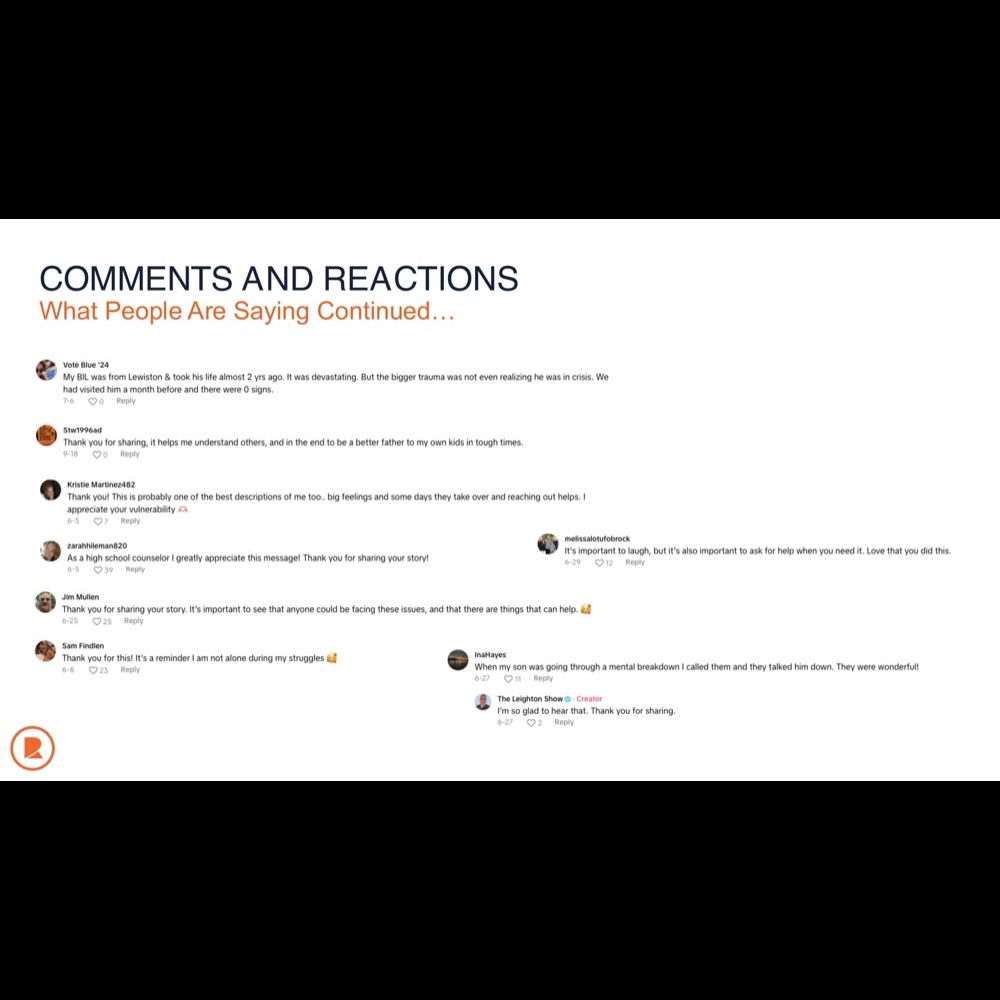 COMMENTS AND REACTIONS
What People Are Saying Continued…
Vote Blue '24
My BIL was from Lewiston & took his life almost 2 yrs ago. It was devastating. But the bigger trauma was not even realizing he was in crisis. We
had visited him a month before and there were 0 signs.
7-6 0 Reply
Stw1996ad
Thank you for sharing, it helps me understand others, and in the end to be a better father to my own kids in tough times.
9-18 0 Reply
Kristie Martinez482
Thank you! This is probably one of the best descriptions of me too.. big feelings and some days they take over and reaching out helps. I
appreciate your vulnerability 🫶
6-5 7 Reply
zarahhileman820
As a high school counselor I greatly appreciate this message! Thank you for sharing your story!
6-5 39 Reply
melissalotufobrock
It's important to laugh, but it's also important to ask for help when you need it. Love that you did this.
6-29 12 Reply
Jim Mullen
Thank you for sharing your story. It's important to see that anyone could be facing these issues, and that there are things that can help. 🥰
6-25 25 Reply
Sam Findlen
Thank you for this! It's a reminder I am not alone during my struggles 🥰
6-6 23 Reply
InaHayes
When my son was going through a mental breakdown I called them and they talked him down. They were wonderful!
6-27 11 Reply
The Leighton Show · Creator
I'm so glad to hear that. Thank you for sharing.
6-27 2 Reply
R